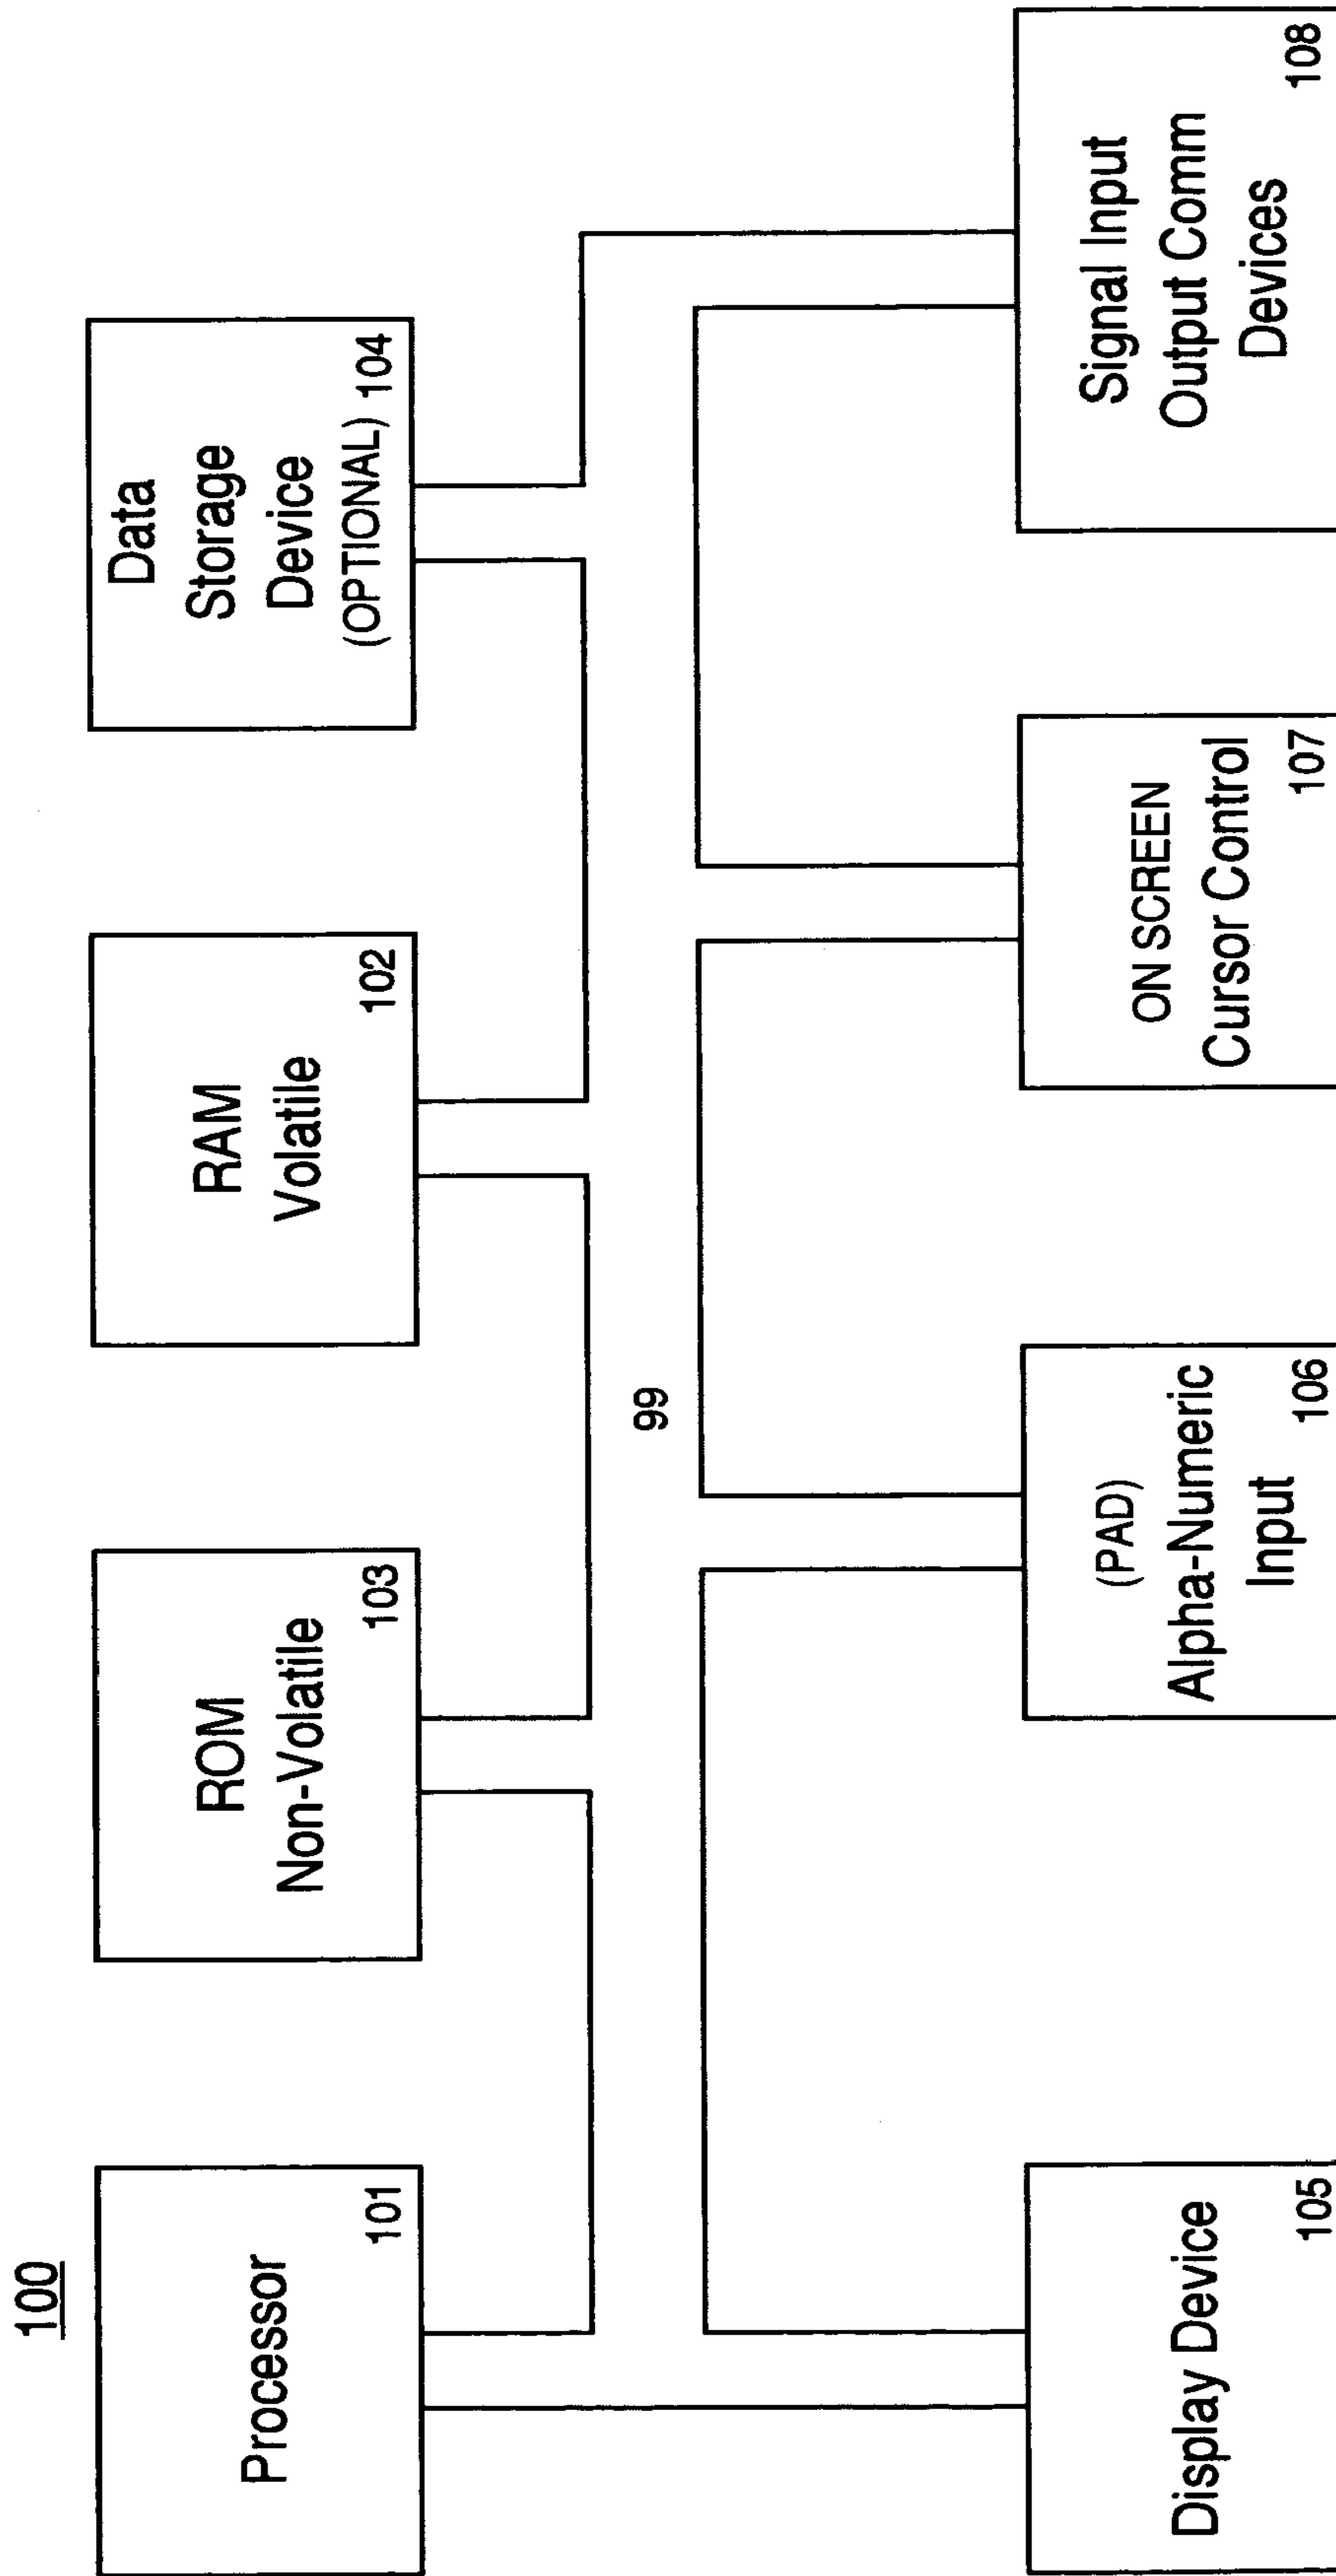 100
Processor
101
ROM
Non-Volatile
103
RAM
Volatile
102
Data
Storage
Device
(OPTIONAL) 104
99
Display Device
105
(PAD)
Alpha-Numeric
Input
106
ON SCREEN
Cursor Control
107
Signal Input
Output Comm
Devices
108